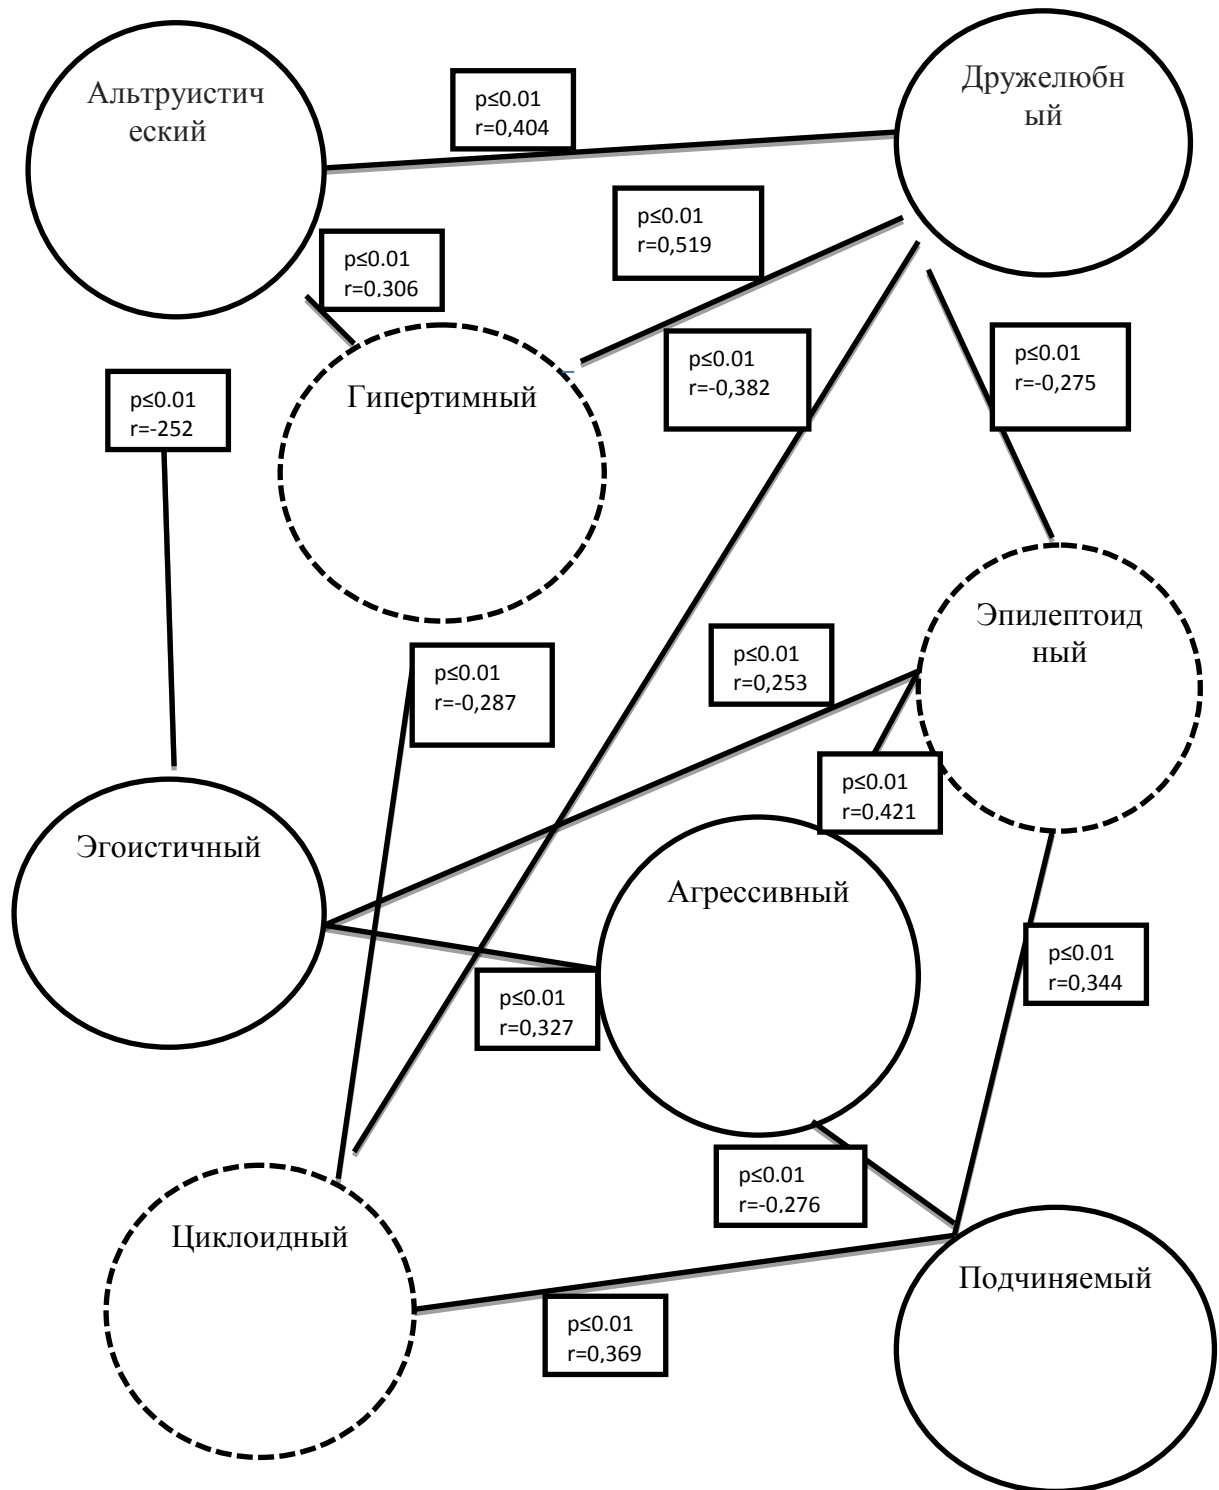 Альтруистич
еский
p≤0.01
r=0,404
Дружелюбн
ый
p≤0.01
r=0,519
p≤0.01
r=0,306
p≤0.01
r=-0,382
p≤0.01
r=-0,275
p≤0.01
r=-252
Гипертимный
Эпилептоид
ный
p≤0.01
r=-0,287
p≤0.01
r=0,253
p≤0.01
r=0,421
Эгоистичный
Агрессивный
p≤0.01
r=0,344
p≤0.01
r=0,327
p≤0.01
r=-0,276
Циклоидный
Подчиняемый
p≤0.01
r=0,369